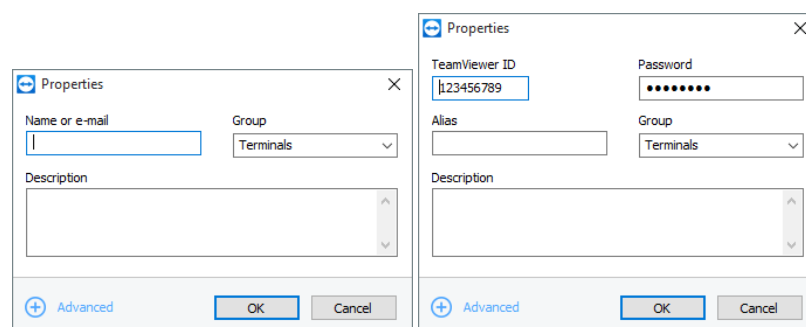 Properties
Name or e-mail Group
Terminals
Description
Advanced OK Cancel
Properties
TeamViewer ID Password
123456789 ••••••••
Alias Group
Terminals
Description
Advanced OK Cancel